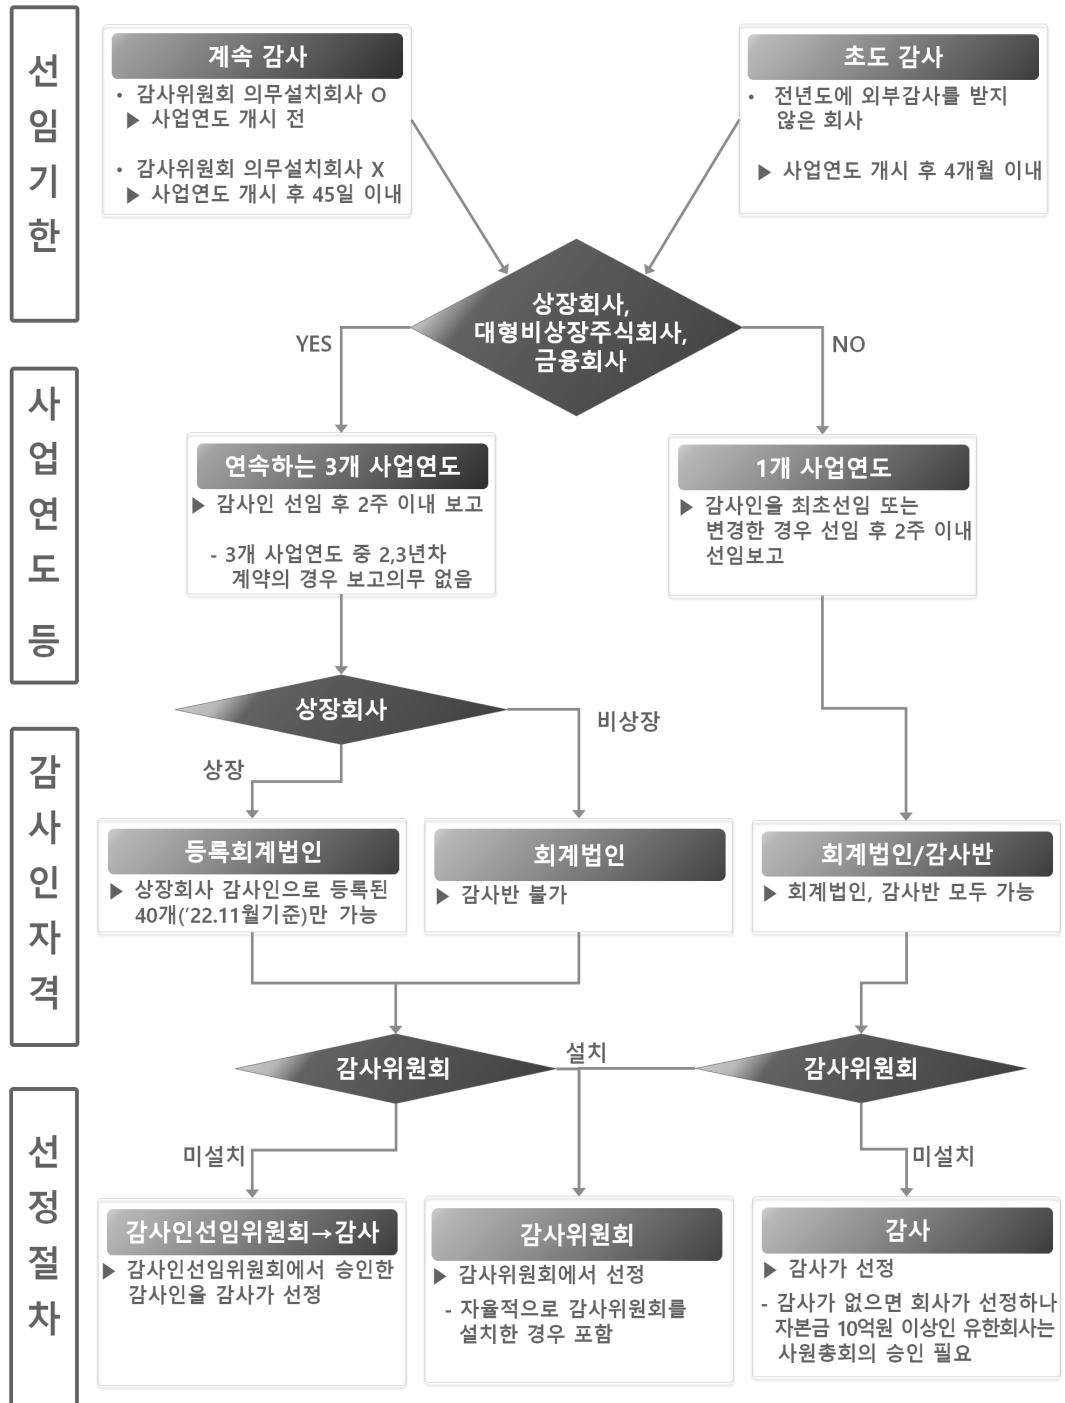 선임기한
계속 감사
• 감사위원회 의무설치회사 O
▶ 사업연도 개시 전
• 감사위원회 의무설치회사 X
▶ 사업연도 개시 후 45일 이내
초도 감사
• 전년도에 외부감사를 받지
않은 회사
▶ 사업연도 개시 후 4개월 이내
상장회사,
대형비상장주식회사,
금융회사
YES
NO
사업연도 등
연속하는 3개 사업연도
▶ 감사인 선임 후 2주 이내 보고
- 3개 사업연도 중 2,3년차
계약의 경우 보고의무 없음
1개 사업연도
▶ 감사인을 최초선임 또는
변경한 경우 선임 후 2주 이내
선임보고
상장회사
비상장
상장
감사인자격
등록회계법인
▶ 상장회사 감사인으로 등록된
40개(‘22.11월기준)만 가능
회계법인
▶ 감사반 불가
회계법인/감사반
▶ 회계법인, 감사반 모두 가능
감사위원회
설치
감사위원회
미설치
미설치
선정절차
감사인선임위원회→감사
▶ 감사인선임위원회에서 승인한
감사인을 감사가 선정
감사위원회
▶ 감사위원회에서 선정
- 자율적으로 감사위원회를
설치한 경우 포함
감사
▶ 감사가 선정
- 감사가 없으면 회사가 선정하나
자본금 10억원 이상인 유한회사는
사원총회의 승인 필요